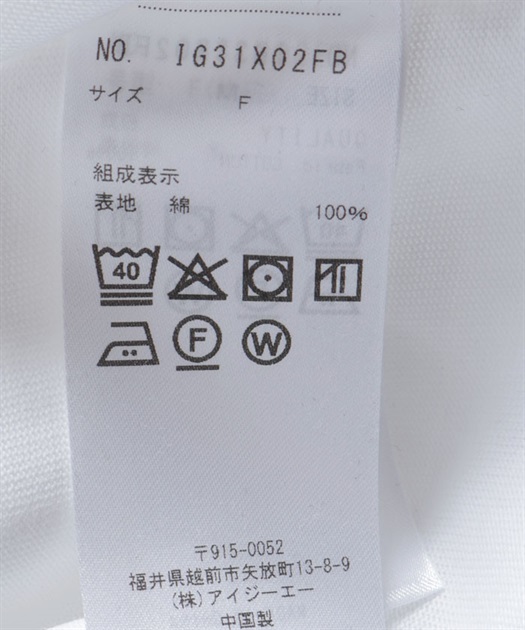 NO. IG31X02FB
サイズ F
組成表示
表地 綿 100%
40
F
W
〒915-0052
福井県越前市矢放町13-8-9
(株)アイジーエー
中国製